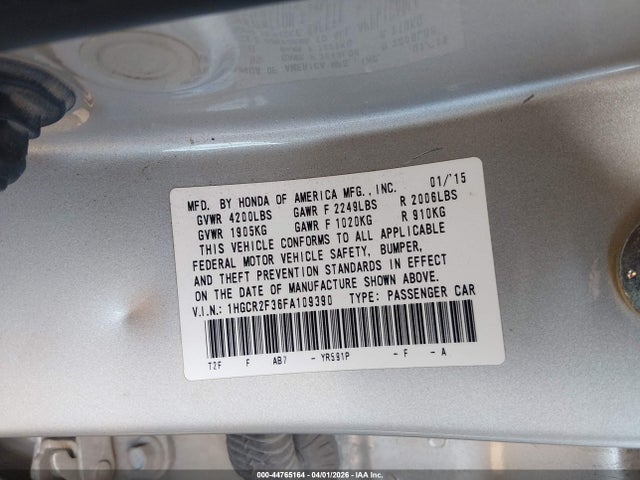 MFD. BY HONDA OF AMERICA MFG., INC. 01/'15
GVWR 4200LBS GAWR F 2249LBS R 2006LBS
GVWR 1905KG GAWR F 1020KG R 910KG
THIS VEHICLE CONFORMS TO ALL APPLICABLE
FEDERAL MOTOR VEHICLE SAFETY, BUMPER,
AND THEFT PREVENTION STANDARDS IN EFFECT
ON THE DATE OF MANUFACTURE SHOWN ABOVE.
V.I.N.: 1HGCR2F36FA109390 TYPE: PASSENGER CAR
T2F F AB7 - YR591P - F - A
000-44765164 - 04/01/2026 - IAA Inc.